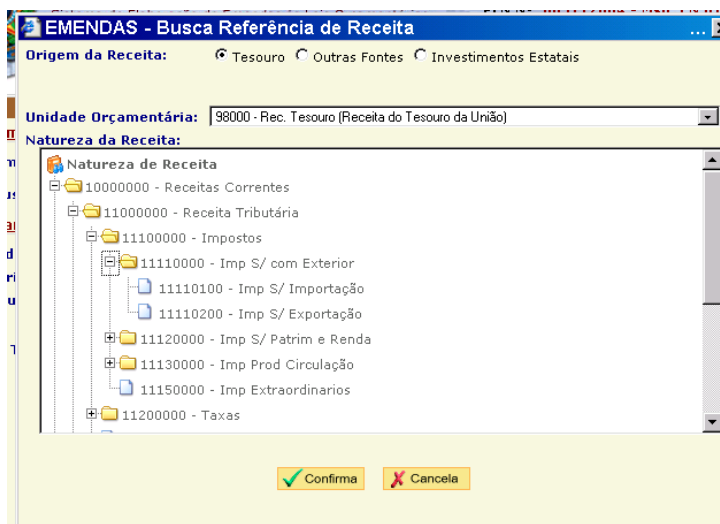 EMENDAS - Busca Referência de Receita ...
Origem da Receita: Tesouro Outras Fontes Investimentos Estatais
Unidade Orçamentária: 98000 - Rec. Tesouro (Receita do Tesouro da União)
Natureza da Receita:
Natureza de Receita
10000000 - Receitas Correntes
11000000 - Receita Tributária
11100000 - Impostos
11110000 - Imp S/ com Exterior
11110100 - Imp S/ Importação
11110200 - Imp S/ Exportação
11120000 - Imp S/ Patrim e Renda
11130000 - Imp Prod Circulação
11150000 - Imp Extraordinarios
11200000 - Taxas
Confirma Cancela